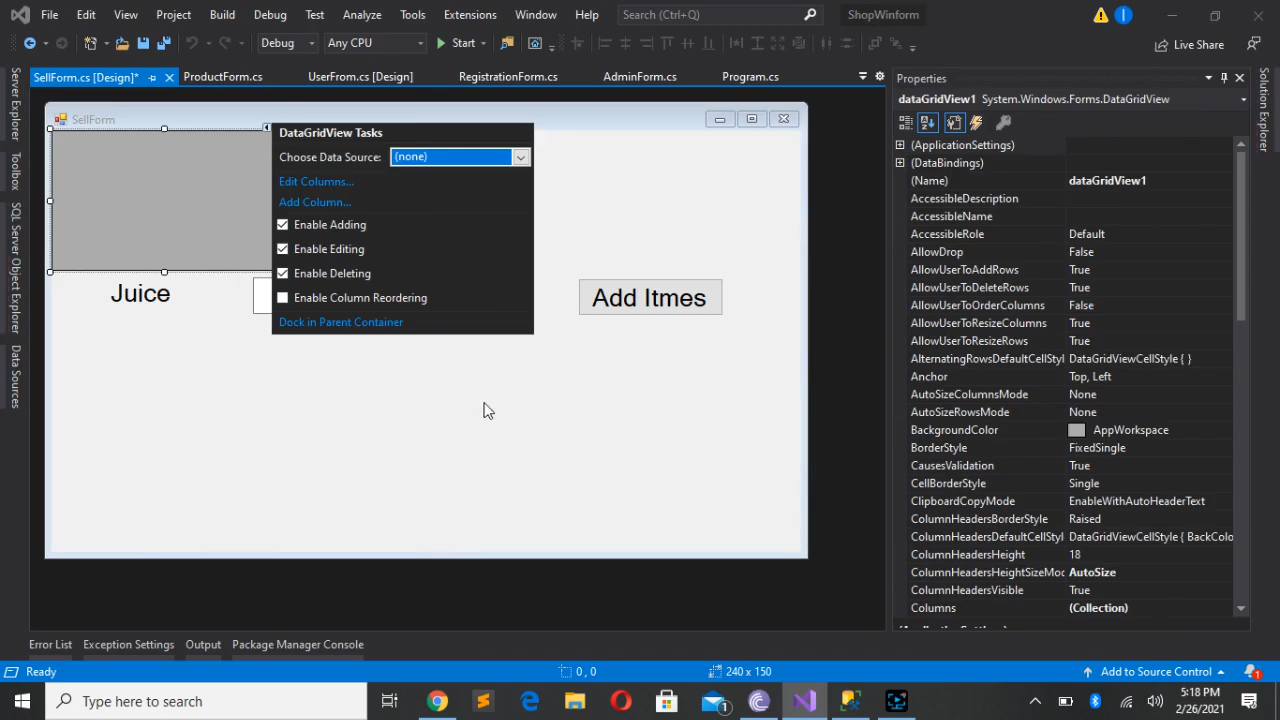 File Edit View Project Build Debug Test Analyze Tools Extensions Window Help Search (Ctrl+Q) ShopWinform
Debug Any CPU Start Live Share
SellForm.cs [Design]* ProductForm.cs UserFrom.cs [Design] RegistrationForm.cs AdminForm.cs Program.cs
Server Explorer
Toolbox
SQL Server Object Explorer
Data Sources
SellForm
DataGridView Tasks
Choose Data Source: (none)
Edit Columns...
Add Column...
Enable Adding
Enable Editing
Enable Deleting
Enable Column Reordering
Dock in Parent Container
Juice
Add Itmes
Properties
dataGridView1 System.Windows.Forms.DataGridView
(ApplicationSettings)
(DataBindings)
(Name) dataGridView1
AccessibleDescription
AccessibleName
AccessibleRole Default
AllowDrop False
AllowUserToAddRows True
AllowUserToDeleteRows True
AllowUserToOrderColumns False
AllowUserToResizeColumns True
AllowUserToResizeRows True
AlternatingRowsDefaultCellStyl DataGridViewCellStyle { }
Anchor Top, Left
AutoSizeColumnsMode None
AutoSizeRowsMode None
BackgroundColor AppWorkspace
BorderStyle FixedSingle
CausesValidation True
CellBorderStyle Single
ClipboardCopyMode EnableWithAutoHeaderText
ColumnHeadersBorderStyle Raised
ColumnHeadersDefaultCellStyl DataGridViewCellStyle { BackColo
ColumnHeadersHeight 18
ColumnHeadersHeightSizeMoc AutoSize
ColumnHeadersVisible True
Columns (Collection)
Solution Explorer
Error List Exception Settings Output Package Manager Console
Ready 0 , 0 240 x 150 Add to Source Control 1
Type here to search 1 5:18 PM
2/26/2021